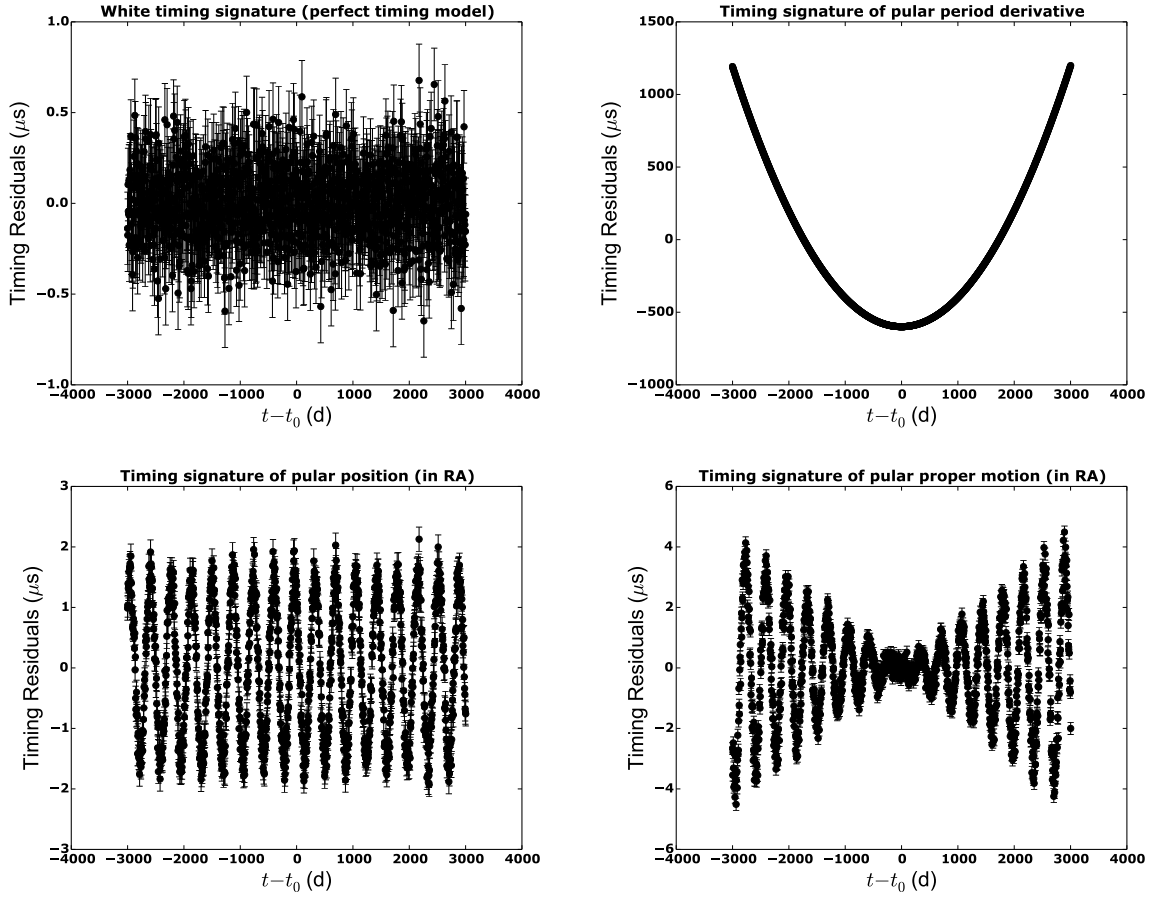 White timing signature (perfect timing model)
1.0
0.5
0.0
−0.5
−1.0
Timing Residuals (μs)
−4000 −3000 −2000 −1000 0 1000 2000 3000 4000
t−t₀ (d)
Timing signature of pular period derivative
1500
1000
500
0
−500
−1000
Timing Residuals (μs)
−4000 −3000 −2000 −1000 0 1000 2000 3000 4000
t−t₀ (d)
Timing signature of pular position (in RA)
3
2
1
0
−1
−2
−3
Timing Residuals (μs)
−4000 −3000 −2000 −1000 0 1000 2000 3000 4000
t−t₀ (d)
Timing signature of pular proper motion (in RA)
6
4
2
0
−2
−4
−6
Timing Residuals (μs)
−4000 −3000 −2000 −1000 0 1000 2000 3000 4000
t−t₀ (d)